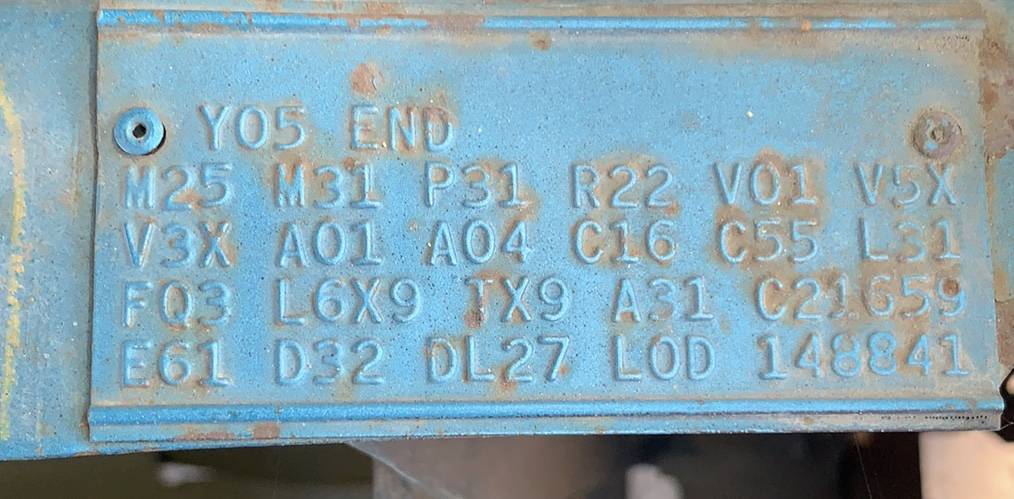 Y05 END
M25 M31 P31 R22 V01 V5X
V3X A01 A04 C16 C55 L31
FQ3 L6X9 TX9 A31 C21659
E61 D32 DL27 LOD 148841